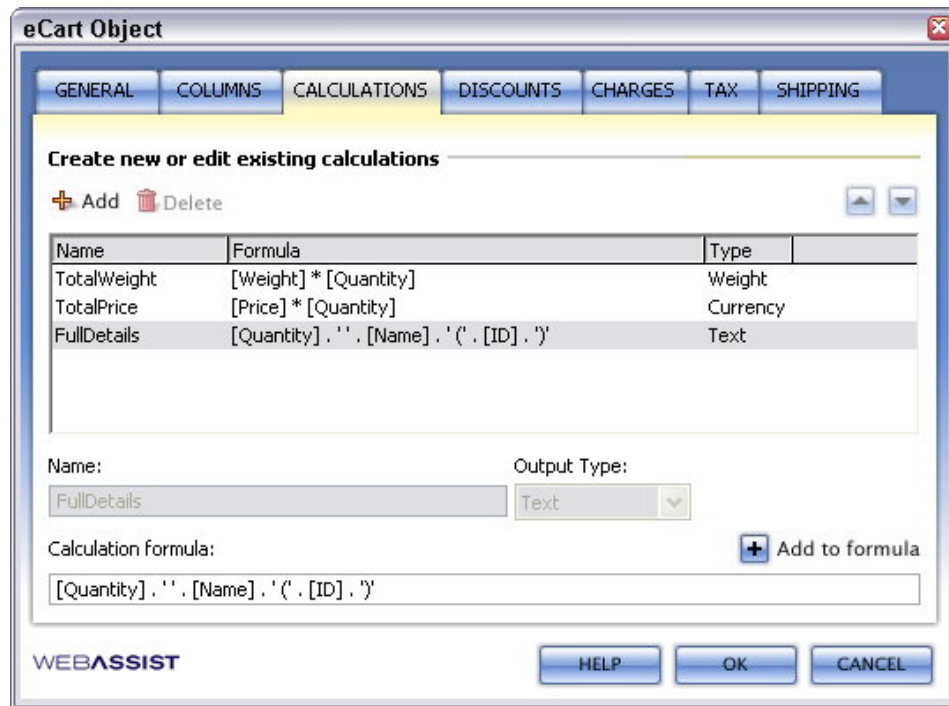 eCart Object
GENERAL COLUMNS CALCULATIONS DISCOUNTS CHARGES TAX SHIPPING
Create new or edit existing calculations
Add Delete
Name Formula Type
TotalWeight [Weight] * [Quantity] Weight
TotalPrice [Price] * [Quantity] Currency
FullDetails [Quantity] . ' ' . [Name] . ' (' . [ID] . ')' Text
Name: Output Type:
FullDetails Text
Calculation formula: Add to formula
[Quantity] . ' ' . [Name] . ' (' . [ID] . ')'
WEBASSIST HELP OK CANCEL